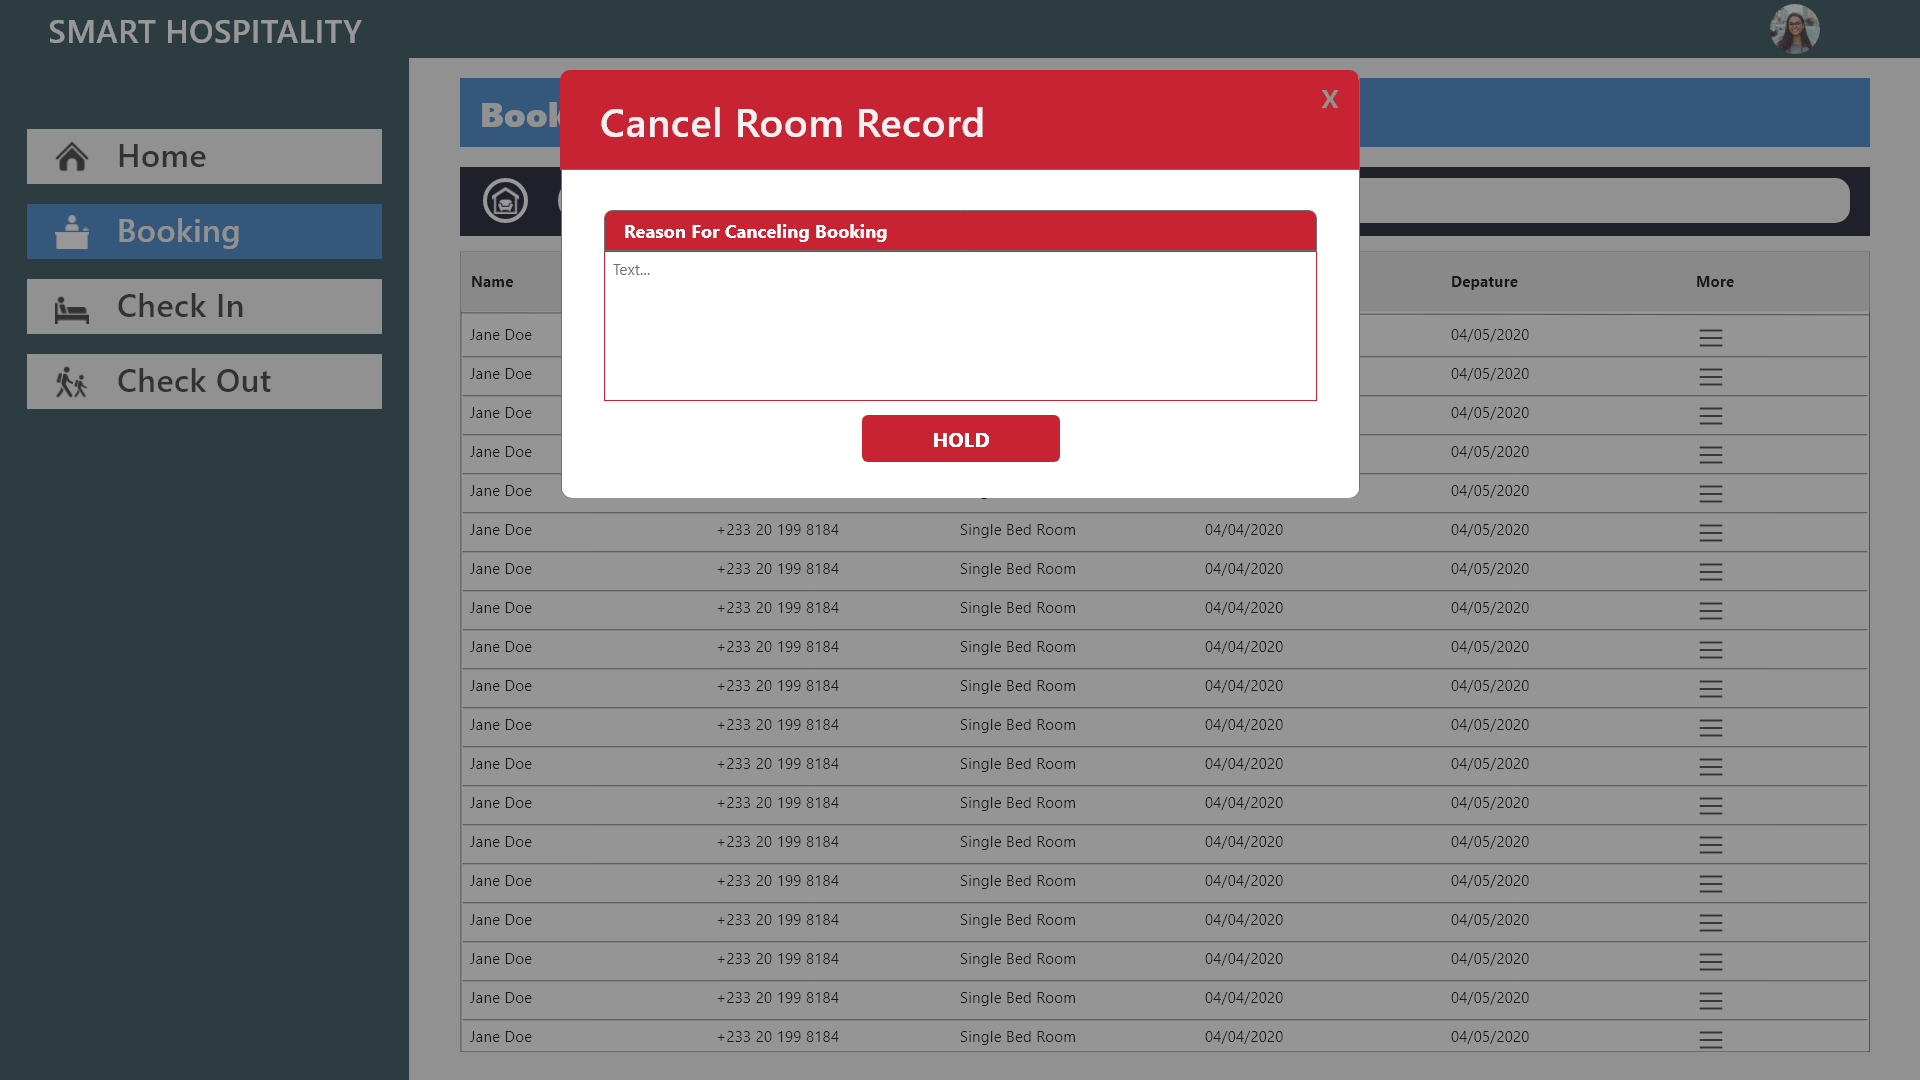 SMART HOSPITALITY
Home
Booking
Check In
Check Out
Cancel Room Record
X
Reason For Canceling Booking
Text...
HOLD
Name Depature More
Jane Doe 04/05/2020
Jane Doe 04/05/2020
Jane Doe 04/05/2020
Jane Doe 04/05/2020
Jane Doe 04/05/2020
Jane Doe +233 20 199 8184 Single Bed Room 04/04/2020 04/05/2020
Jane Doe +233 20 199 8184 Single Bed Room 04/04/2020 04/05/2020
Jane Doe +233 20 199 8184 Single Bed Room 04/04/2020 04/05/2020
Jane Doe +233 20 199 8184 Single Bed Room 04/04/2020 04/05/2020
Jane Doe +233 20 199 8184 Single Bed Room 04/04/2020 04/05/2020
Jane Doe +233 20 199 8184 Single Bed Room 04/04/2020 04/05/2020
Jane Doe +233 20 199 8184 Single Bed Room 04/04/2020 04/05/2020
Jane Doe +233 20 199 8184 Single Bed Room 04/04/2020 04/05/2020
Jane Doe +233 20 199 8184 Single Bed Room 04/04/2020 04/05/2020
Jane Doe +233 20 199 8184 Single Bed Room 04/04/2020 04/05/2020
Jane Doe +233 20 199 8184 Single Bed Room 04/04/2020 04/05/2020
Jane Doe +233 20 199 8184 Single Bed Room 04/04/2020 04/05/2020
Jane Doe +233 20 199 8184 Single Bed Room 04/04/2020 04/05/2020
Jane Doe +233 20 199 8184 Single Bed Room 04/04/2020 04/05/2020